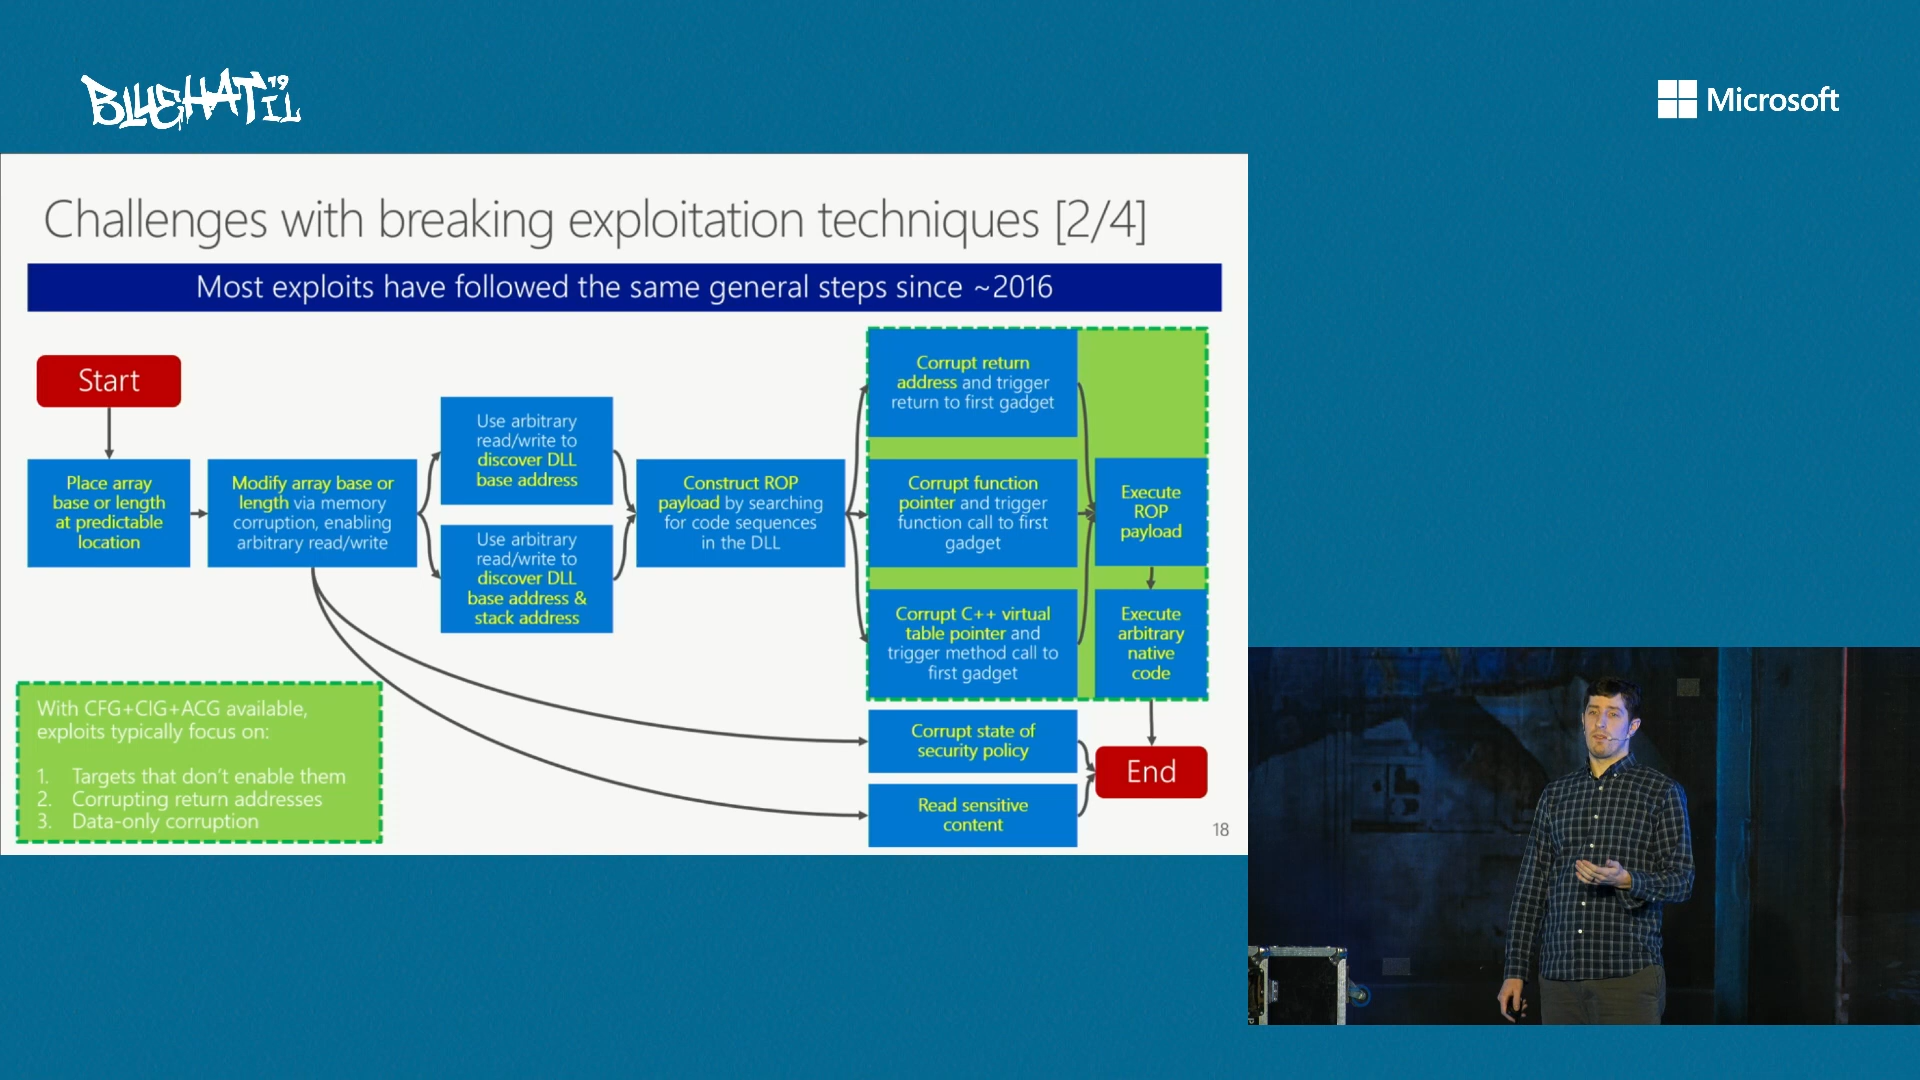 BLUEHAT IL 19
Microsoft
Challenges with breaking exploitation techniques [2/4]
Most exploits have followed the same general steps since ~2016
Start
Place array
base or length
at predictable
location
Modify array base or
length via memory
corruption, enabling
arbitrary read/write
Use arbitrary
read/write to
discover DLL
base address
Use arbitrary
read/write to
discover DLL
base address &
stack address
Construct ROP
payload by searching
for code sequences
in the DLL
Corrupt return
address and trigger
return to first gadget
Corrupt function
pointer and trigger
function call to first
gadget
Corrupt C++ virtual
table pointer and
trigger method call to
first gadget
Execute
ROP
payload
Execute
arbitrary
native
code
Corrupt state of
security policy
Read sensitive
content
End
With CFG+CIG+ACG available,
exploits typically focus on:
1. Targets that don't enable them
2. Corrupting return addresses
3. Data-only corruption
18